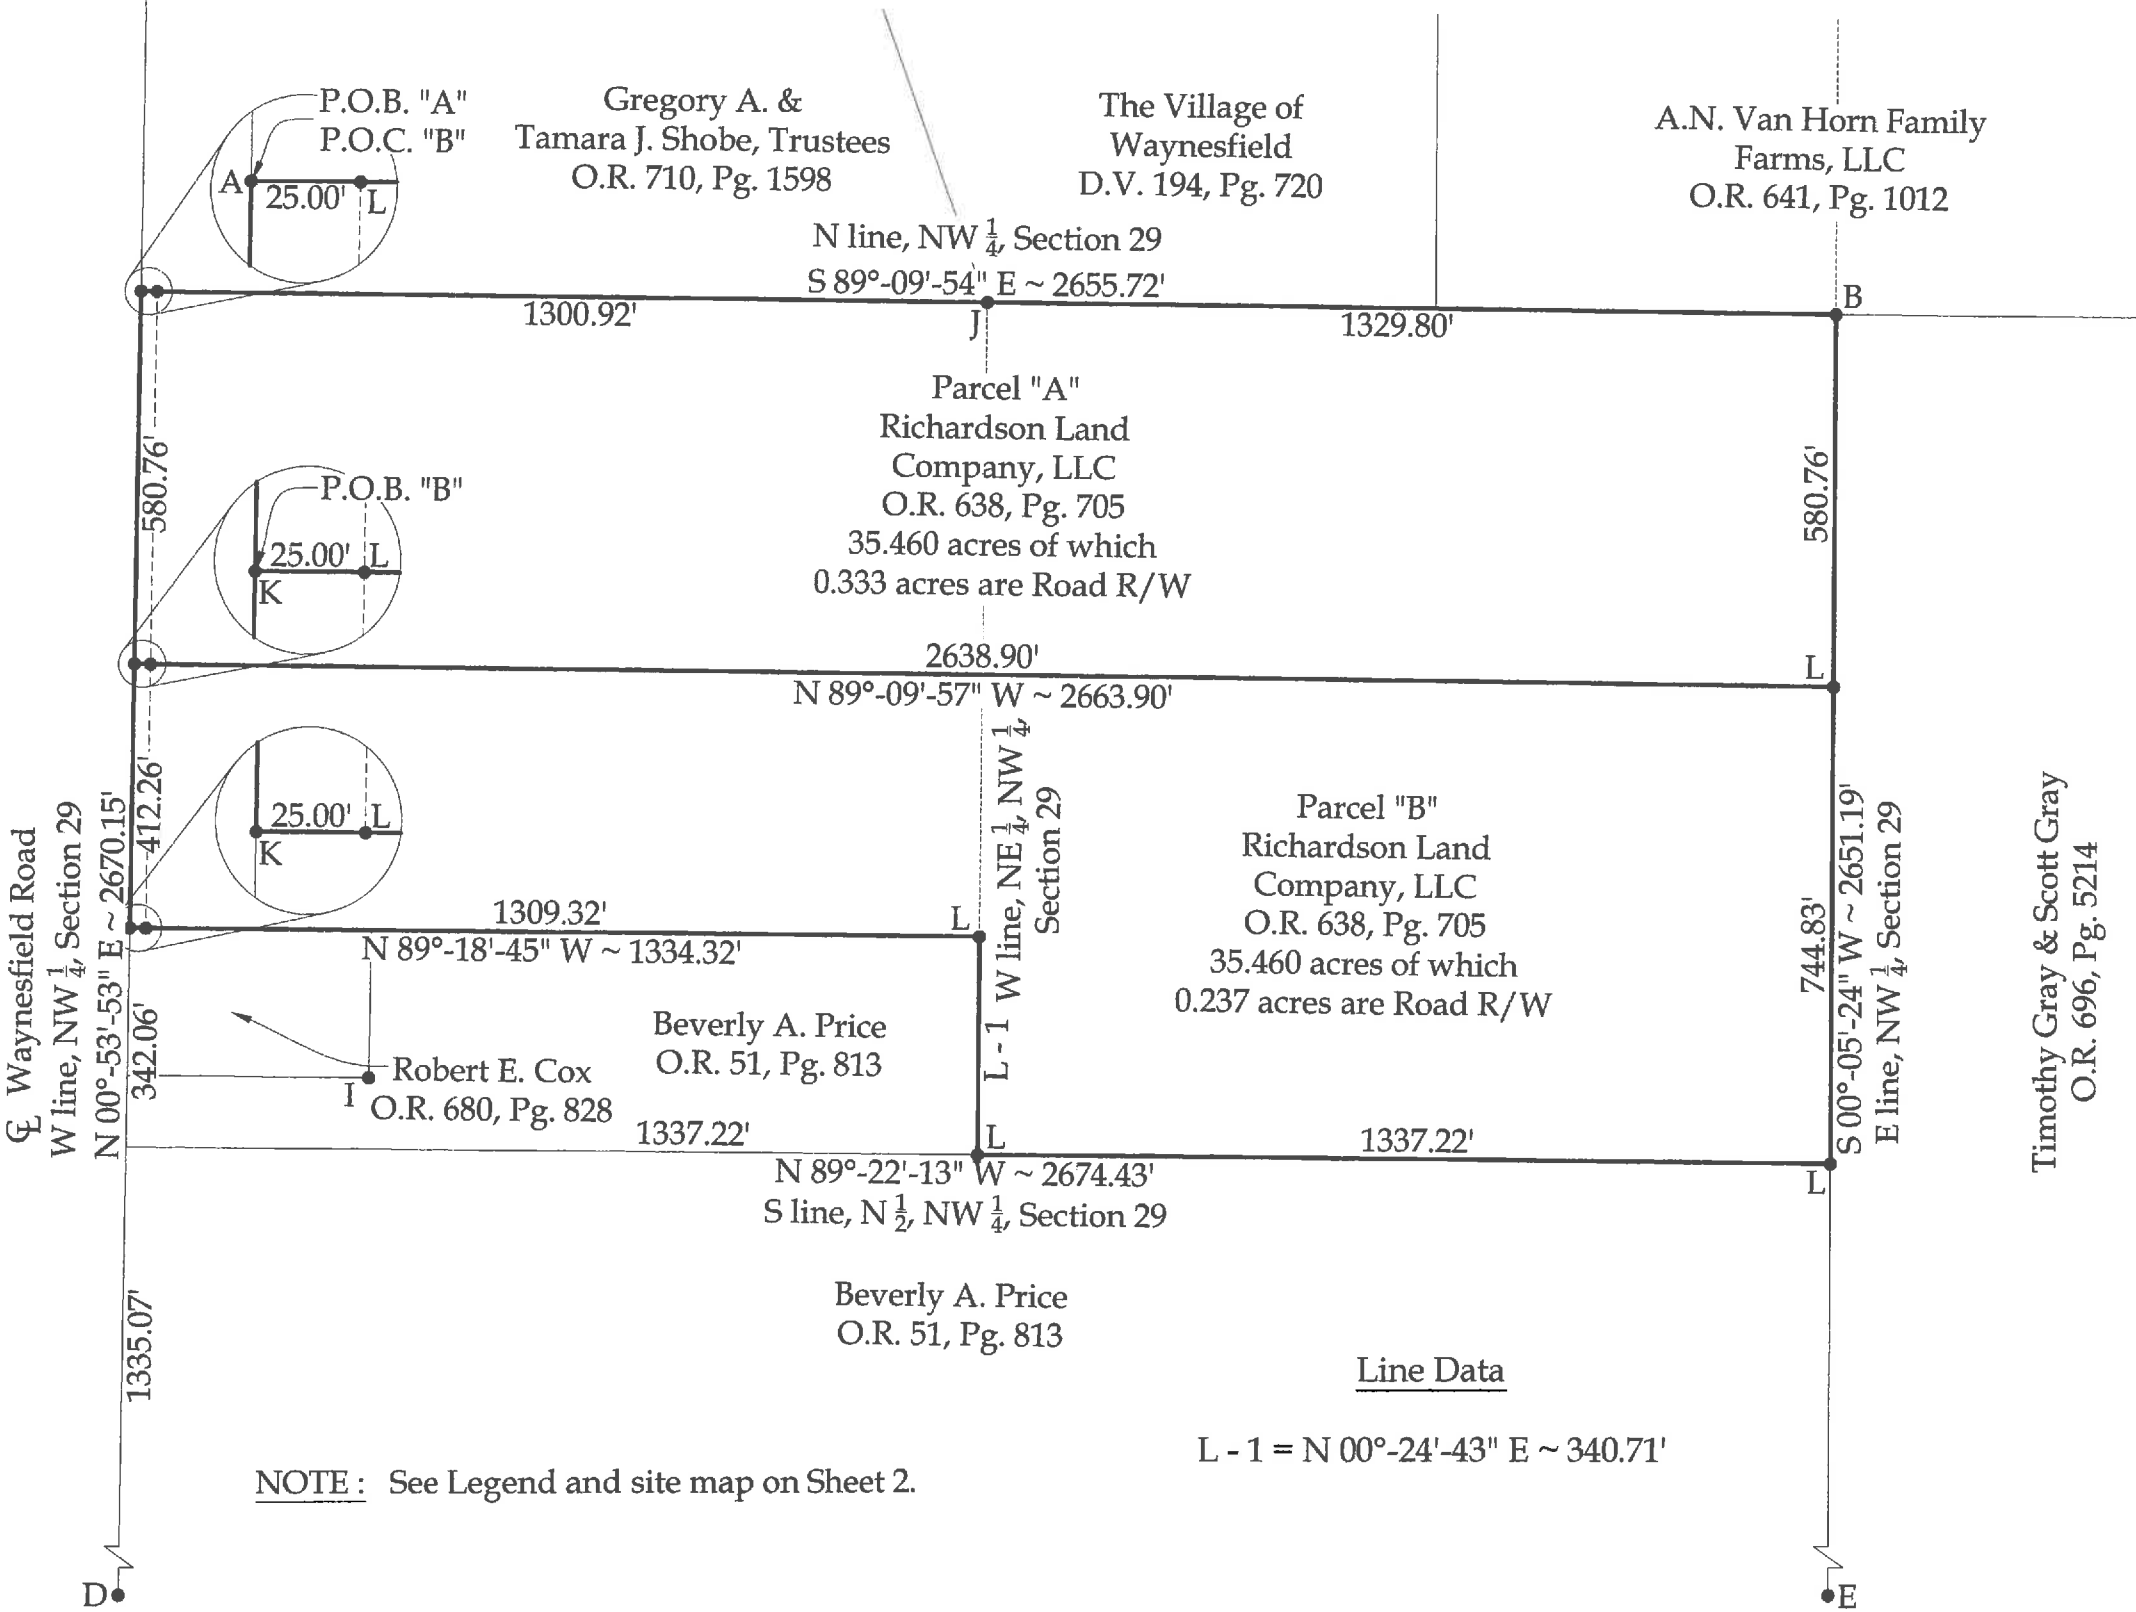 P.O.B. "A"
P.O.C. "B"
A
25.00'
L
Gregory A. &
Tamara J. Shobe, Trustees
O.R. 710, Pg. 1598
The Village of
Waynesfield
D.V. 194, Pg. 720
A.N. Van Horn Family
Farms, LLC
O.R. 641, Pg. 1012
N line, NW 1/4, Section 29
S 89°-09'-54" E ~ 2655.72'
1300.92'
J
1329.80'
B
580.76'
Parcel "A"
Richardson Land
Company, LLC
O.R. 638, Pg. 705
35.460 acres of which
0.333 acres are Road R/W
580.76'
P.O.B. "B"
25.00'
L
K
2638.90'
N 89°-09'-57" W ~ 2663.90'
L
412.26'
25.00'
L
K
W line, NE 1/4, NW 1/4,
Section 29
L - 1
Parcel "B"
Richardson Land
Company, LLC
O.R. 638, Pg. 705
35.460 acres of which
0.237 acres are Road R/W
744.83'
S 00°-05'-24" W ~ 2651.19'
E line, NW 1/4, Section 29
Timothy Gray & Scott Gray
O.R. 696, Pg. 5214
℄ Waynesfield Road
W line, NW 1/4, Section 29
N 00°-53'-53" E ~ 2670.15'
1309.32'
L
N 89°-18'-45" W ~ 1334.32'
342.06'
Beverly A. Price
O.R. 51, Pg. 813
I
Robert E. Cox
O.R. 680, Pg. 828
1337.22'
L
1337.22'
L
N 89°-22'-13" W ~ 2674.43'
S line, N 1/2, NW 1/4, Section 29
1335.07'
Beverly A. Price
O.R. 51, Pg. 813
Line Data
L - 1 = N 00°-24'-43" E ~ 340.71'
NOTE : See Legend and site map on Sheet 2.
D
E